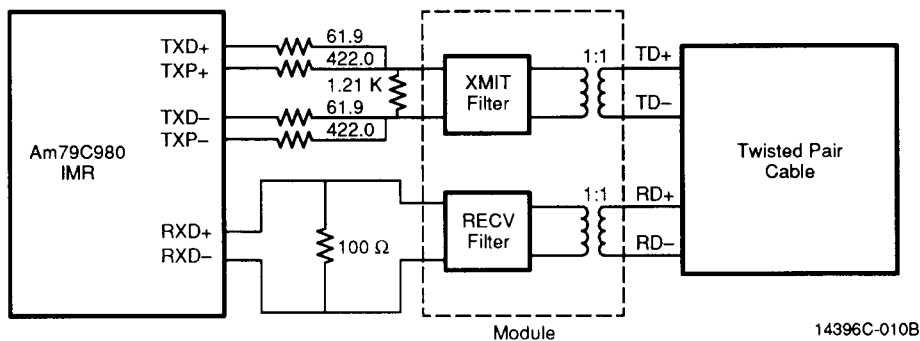 TXD+
61.9
TXP+
422.0
1.21 K
TXD–
61.9
TXP–
422.0
Am79C980
IMR
RXD+
RXD–
100 Ω
XMIT
Filter
1:1
TD+
TD–
RECV
Filter
1:1
RD+
RD–
Twisted Pair
Cable
Module
14396C-010B